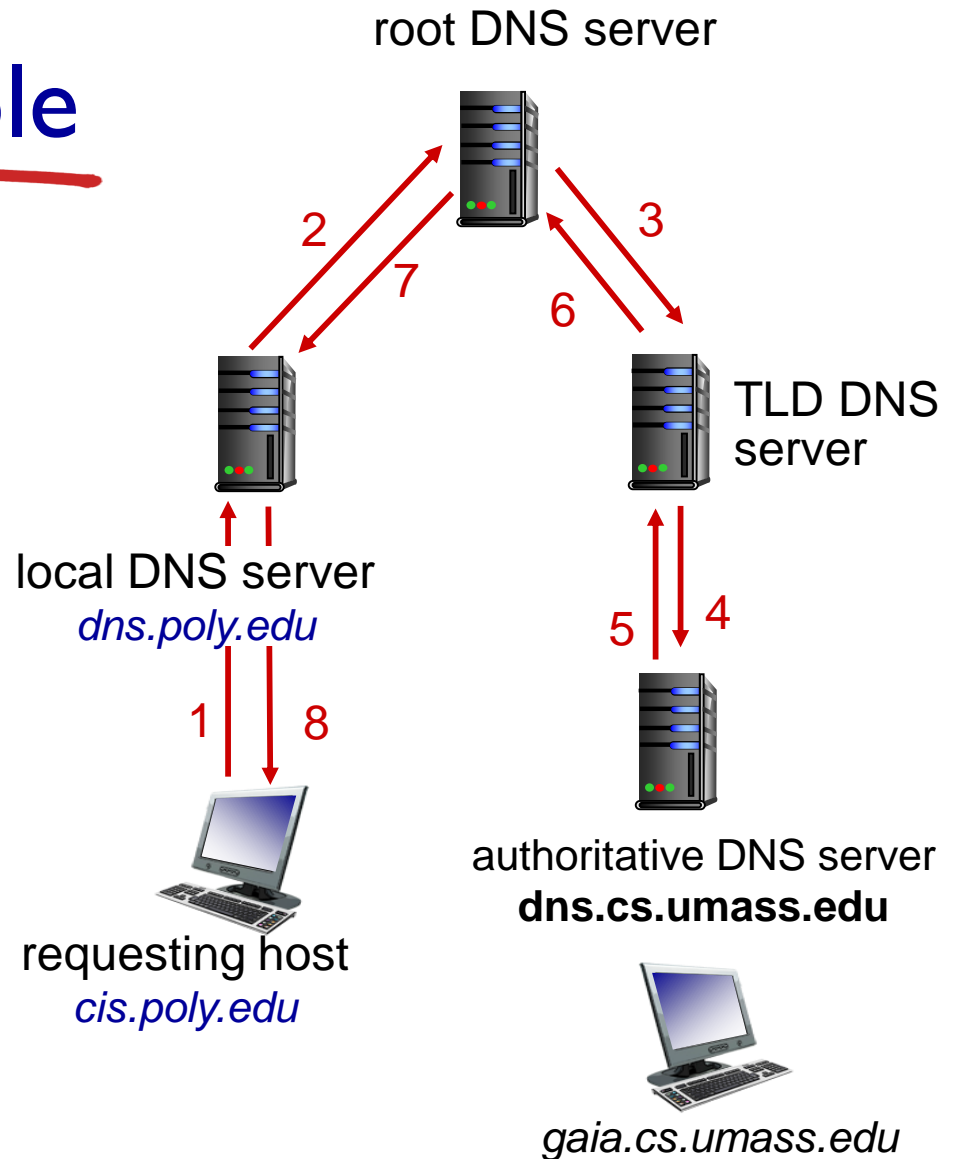 root DNS server
2
3
7
6
TLD DNS
server
local DNS server
dns.poly.edu
5
4
1
8
authoritative DNS server
dns.cs.umass.edu
requesting host
cis.poly.edu
gaia.cs.umass.edu